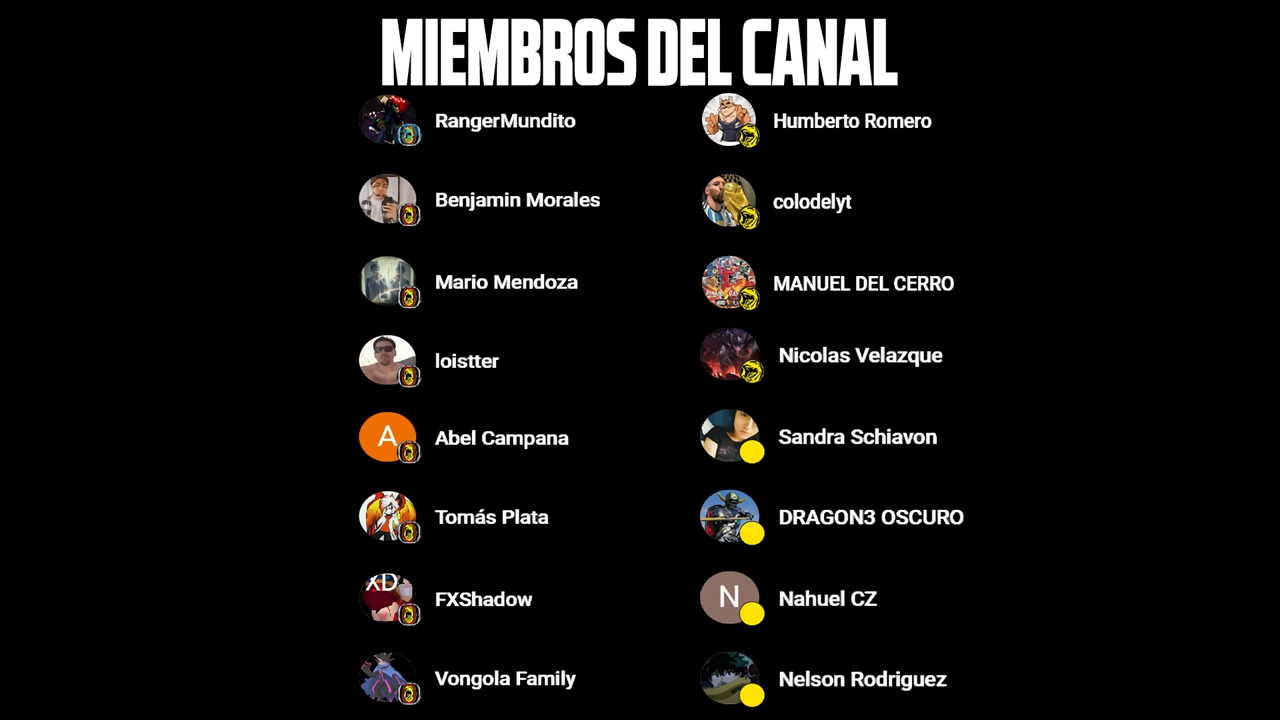 MIEMBROS DEL CANAL
RangerMundito
Benjamin Morales
Mario Mendoza
loistter
A
Abel Campana
Tomás Plata
XD
FXShadow
Vongola Family
Humberto Romero
colodelyt
MANUEL DEL CERRO
Nicolas Velazque
Sandra Schiavon
DRAGON3 OSCURO
N
Nahuel CZ
Nelson Rodriguez